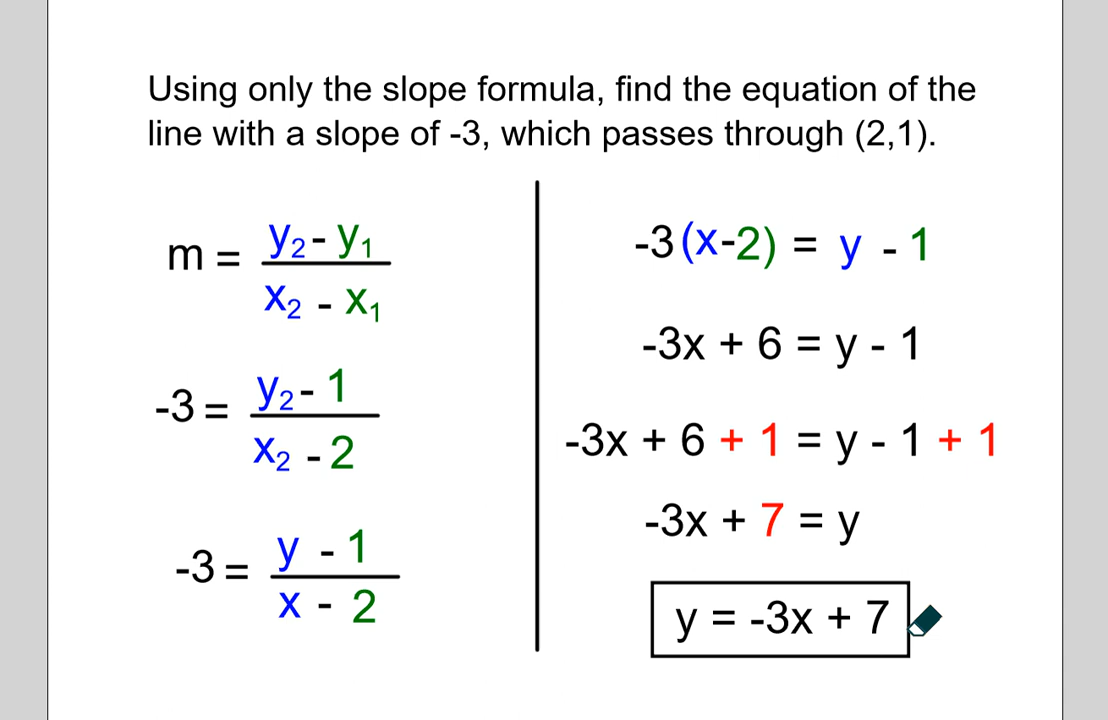 Using only the slope formula, find the equation of the
line with a slope of -3, which passes through (2,1).
m = y₂ - y₁
x₂ - x₁
-3 = y₂ - 1
x₂ - 2
-3 = y - 1
x - 2
-3(x-2) = y - 1
-3x + 6 = y - 1
-3x + 6 + 1 = y - 1 + 1
-3x + 7 = y
y = -3x + 7